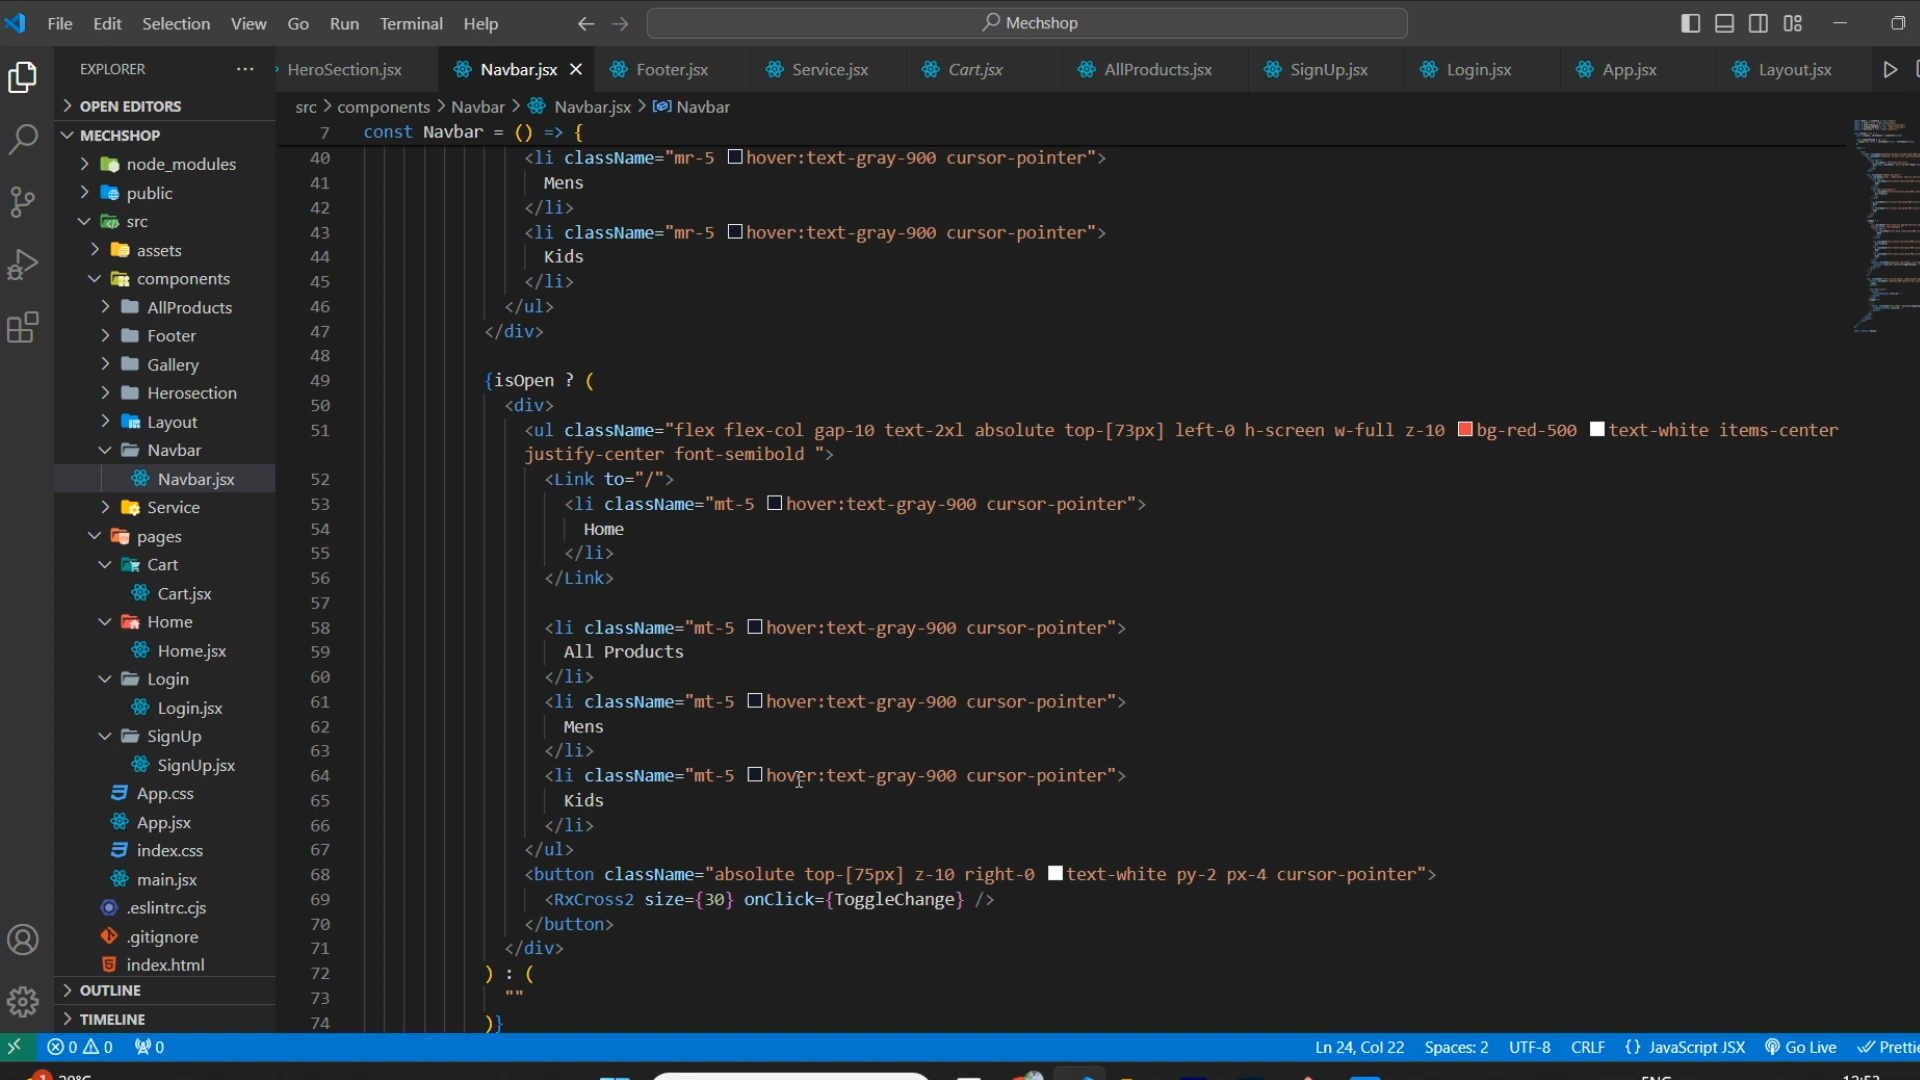 File Edit Selection View Go Run Terminal Help
Mechshop
EXPLORER
HeroSection.jsx Navbar.jsx Footer.jsx Service.jsx Cart.jsx AllProducts.jsx SignUp.jsx Login.jsx App.jsx Layout.jsx
OPEN EDITORS
MECHSHOP
node_modules
public
src
assets
components
AllProducts
Footer
Gallery
Herosection
Layout
Navbar
Navbar.jsx
Service
pages
Cart
Cart.jsx
Home
Home.jsx
Login
Login.jsx
SignUp
SignUp.jsx
App.css
App.jsx
index.css
main.jsx
.eslintrc.cjs
.gitignore
index.html
OUTLINE
TIMELINE
src > components > Navbar > Navbar.jsx > Navbar
7 const Navbar = () => {
40 <li className="mr-5 hover:text-gray-900 cursor-pointer">
41 Mens
42 </li>
43 <li className="mr-5 hover:text-gray-900 cursor-pointer">
44 Kids
45 </li>
46 </ul>
47 </div>
48
49 {isOpen ? (
50 <div>
51 <ul className="flex flex-col gap-10 text-2xl absolute top-[73px] left-0 h-screen w-full z-10 bg-red-500 text-white items-center
justify-center font-semibold ">
52 <Link to="/">
53 <li className="mt-5 hover:text-gray-900 cursor-pointer">
54 Home
55 </li>
56 </Link>
57
58 <li className="mt-5 hover:text-gray-900 cursor-pointer">
59 All Products
60 </li>
61 <li className="mt-5 hover:text-gray-900 cursor-pointer">
62 Mens
63 </li>
64 <li className="mt-5 hover:text-gray-900 cursor-pointer">
65 Kids
66 </li>
67 </ul>
68 <button className="absolute top-[75px] z-10 right-0 text-white py-2 px-4 cursor-pointer">
69 <RxCross2 size={30} onClick={ToggleChange} />
70 </button>
71 </div>
72 ) : (
73 ""
74 )}
0 0 0 Ln 24, Col 22 Spaces: 2 UTF-8 CRLF {} JavaScript JSX Go Live Prettie